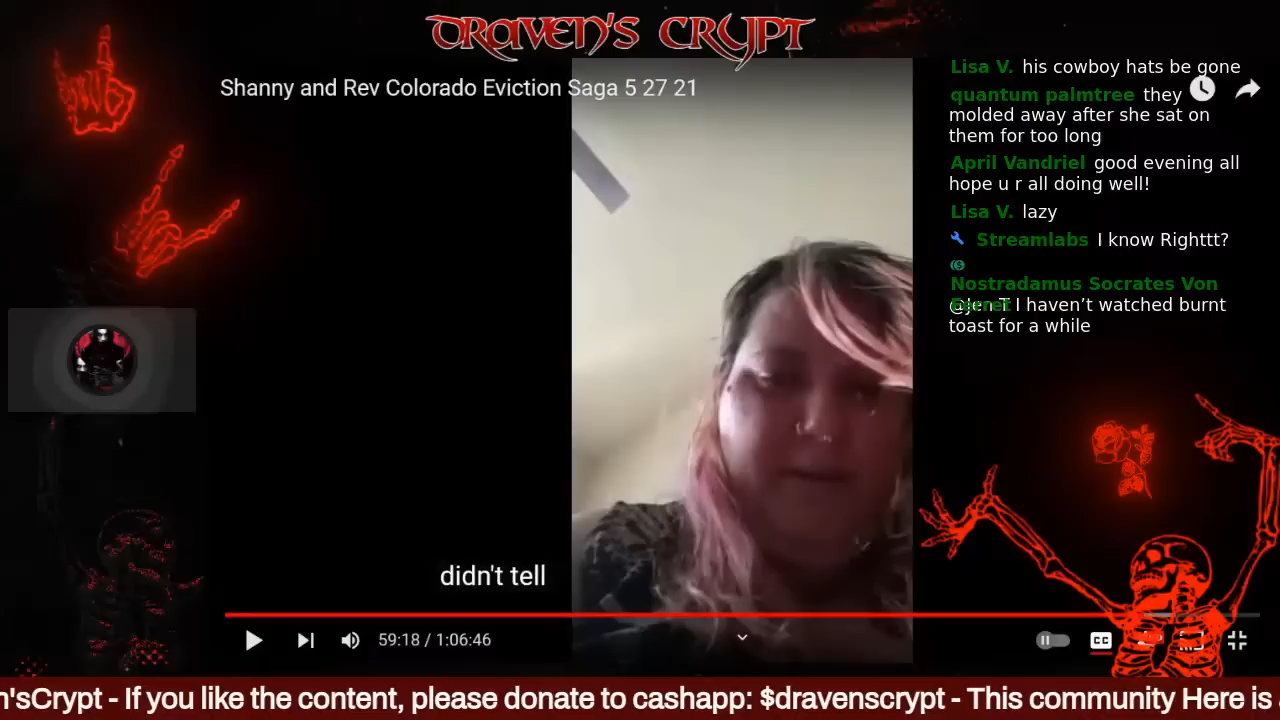 DRAVEN'S CRYPT
Shanny and Rev Colorado Eviction Saga 5 27 21
Lisa V. his cowboy hats be gone
quantum palmtree they
molded away after she sat on
them for too long
April Vandriel good evening all
hope u r all doing well!
Lisa V. lazy
Streamlabs I know Righttt?
Nostradamus Socrates Von
Ferret
@Jen T I haven’t watched burnt
toast for a while
didn't tell
59:18 / 1:06:46
CC
n'sCrypt - If you like the content, please donate to cashapp: $dravenscrypt - This community Here is